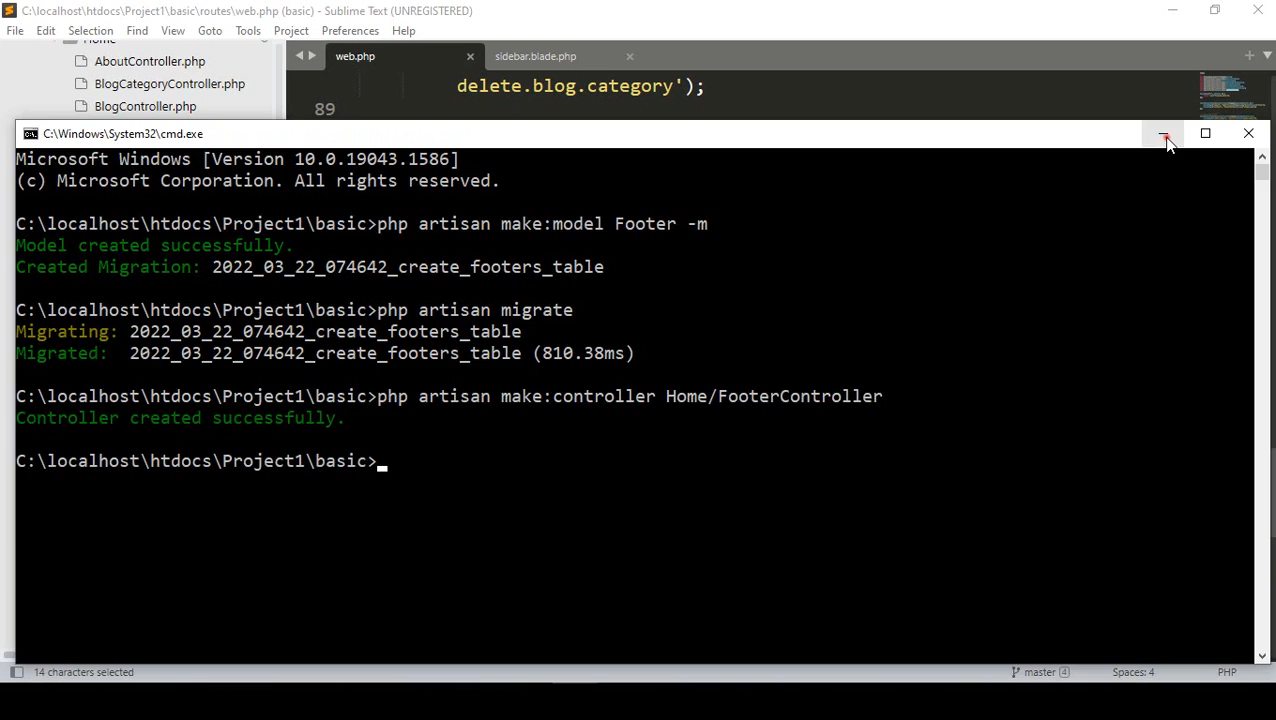 C:\localhost\htdocs\Project1\basic\routes\web.php (basic) - Sublime Text (UNREGISTERED)
File Edit Selection Find View Goto Tools Project Preferences Help
Home
AboutController.php
BlogCategoryController.php
BlogController.php
web.php
sidebar.blade.php
delete.blog.category');
89
C:\Windows\System32\cmd.exe
Microsoft Windows [Version 10.0.19043.1586]
(c) Microsoft Corporation. All rights reserved.
C:\localhost\htdocs\Project1\basic>php artisan make:model Footer -m
Model created successfully.
Created Migration: 2022_03_22_074642_create_footers_table
C:\localhost\htdocs\Project1\basic>php artisan migrate
Migrating: 2022_03_22_074642_create_footers_table
Migrated:  2022_03_22_074642_create_footers_table (810.38ms)
C:\localhost\htdocs\Project1\basic>php artisan make:controller Home/FooterController
Controller created successfully.
C:\localhost\htdocs\Project1\basic>
14 characters selected
master 4
Spaces: 4
PHP